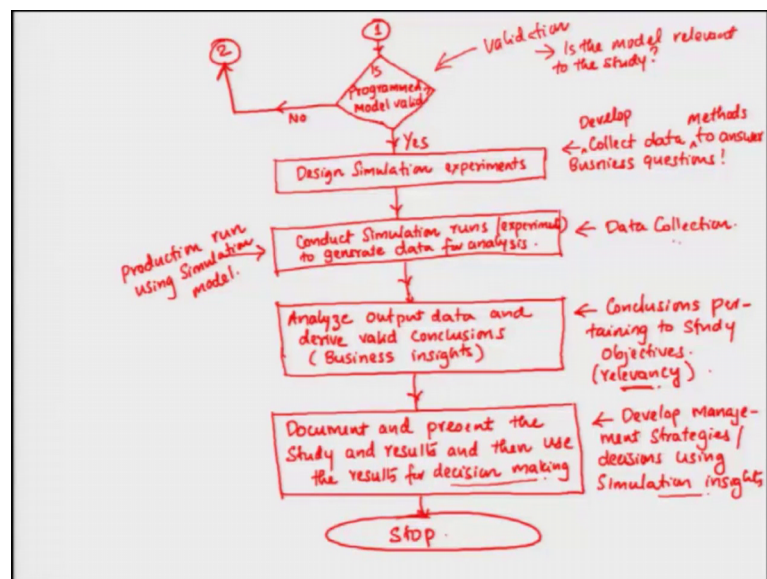 1
2
Validation
→ Is the model relevant
to the study?
Is
Programmed
Model valid
No
Yes
Develop methods
← ^ Collect data ^ to answer
Busniess questions!
Design Simulation experiments
Production run
using Simulation
model.
Conduct Simulation runs (experiment)
to generate data for analysis.
← Data Collection.
Analyze output data and
derive valid conclusions
(Business insights)
← Conclusions per-
taining to Study
Objectives.
(relevancy)
Document and present the
Study and results and then use
the results for decision making
← Develop manage-
ment strategies/
decisions using
Simulation insights
Stop.